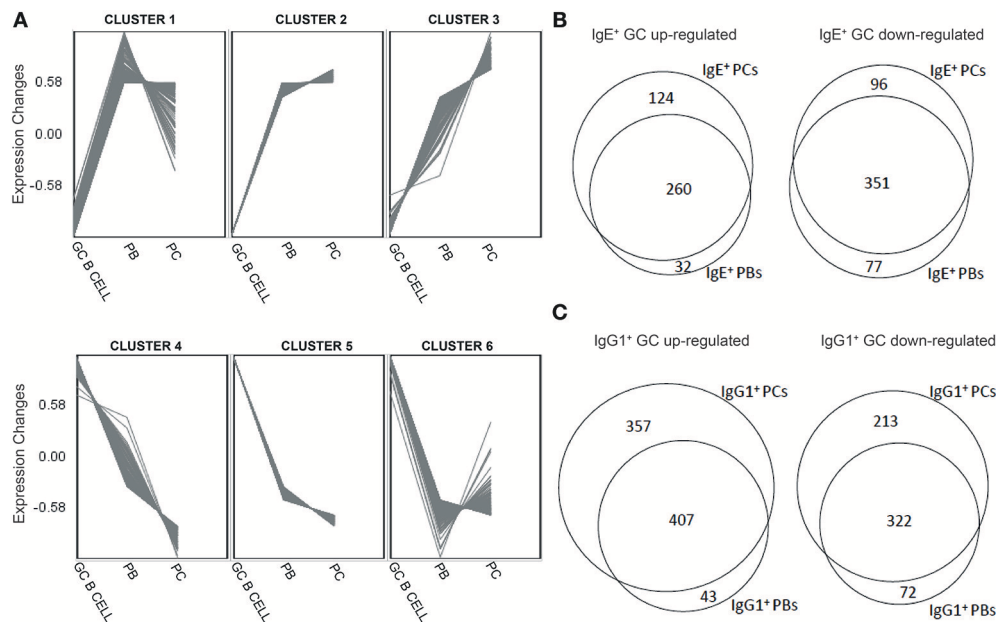 A
CLUSTER 1
CLUSTER 2
CLUSTER 3
Expression Changes
0.58
0.00
-0.58
GC B CELL
PB
PC
GC B CELL
PB
PC
GC B CELL
PB
PC
CLUSTER 4
CLUSTER 5
CLUSTER 6
Expression Changes
0.58
0.00
-0.58
GC B CELL
PB
PC
GC B CELL
PB
PC
GC B CELL
PB
PC
B
IgE⁺ GC up-regulated
IgE⁺ PCs
124
260
32
IgE⁺ PBs
IgE⁺ GC down-regulated
IgE⁺ PCs
96
351
77
IgE⁺ PBs
C
IgG1⁺ GC up-regulated
IgG1⁺ PCs
357
407
43
IgG1⁺ PBs
IgG1⁺ GC down-regulated
IgG1⁺ PCs
213
322
72
IgG1⁺ PBs